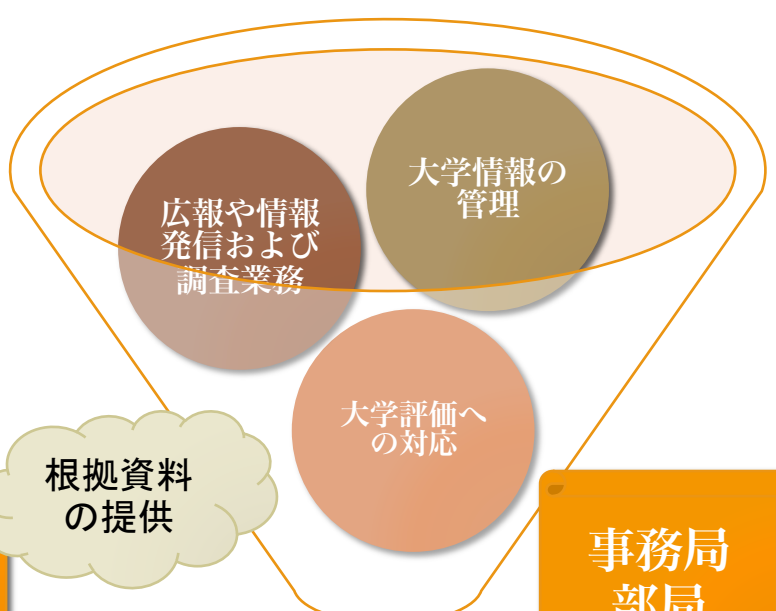 大学情報の
管理
広報や情報
発信および
調査業務
大学評価へ
の対応
根拠資料
の提供
事務局
部局